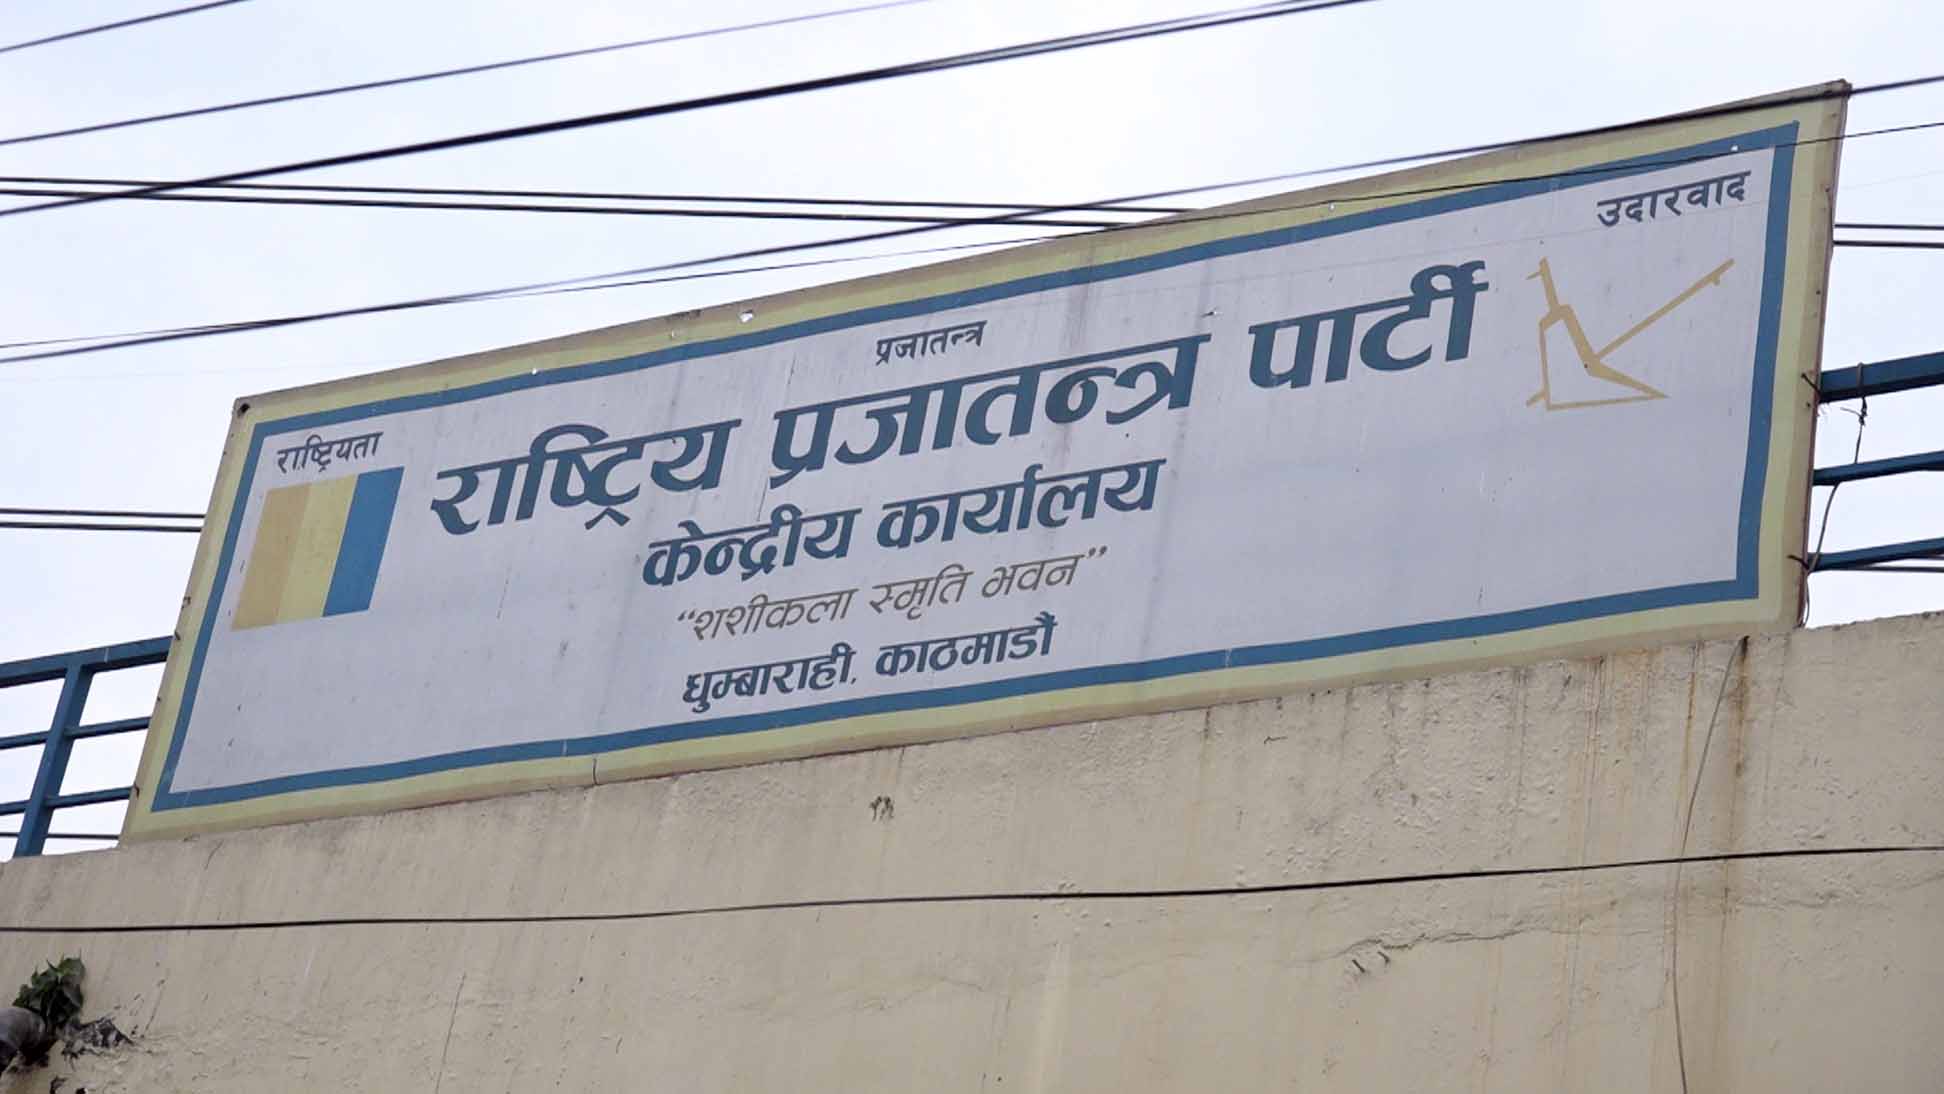 प्रजातन्त्र
उदारवाद
राष्ट्रियता
राष्ट्रिय प्रजातन्त्र पार्टी
केन्द्रीय कार्यालय
“शशीकला स्मृति भवन”
धुम्बाराही, काठमाडौं